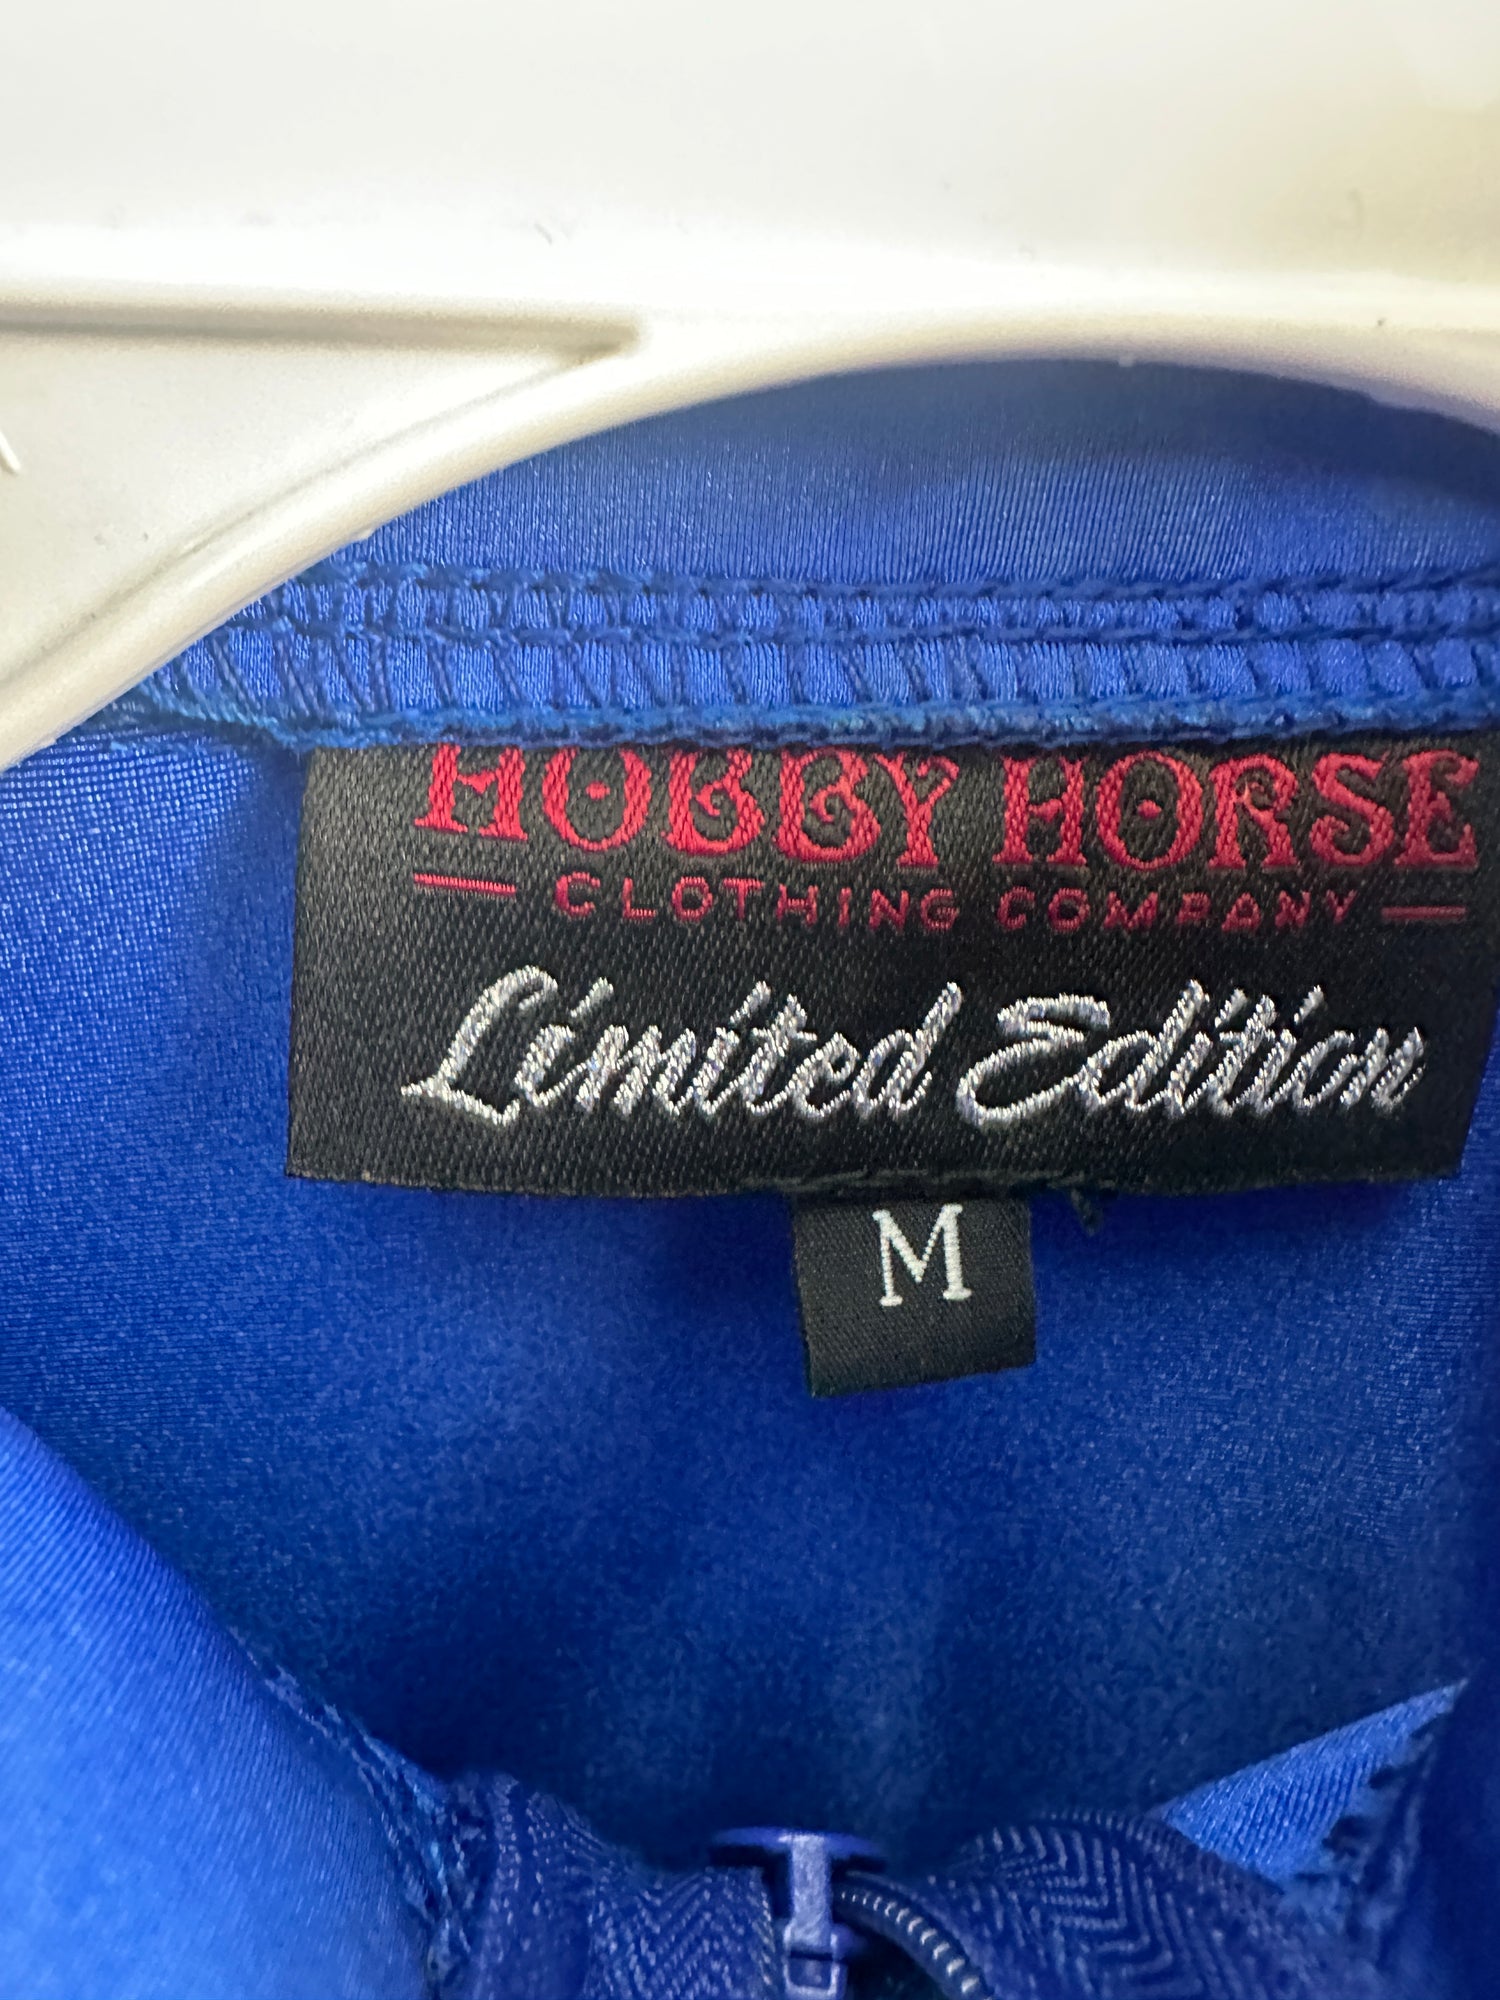 HOBBY HORSE
CLOTHING COMPANY
Limited Edition
M